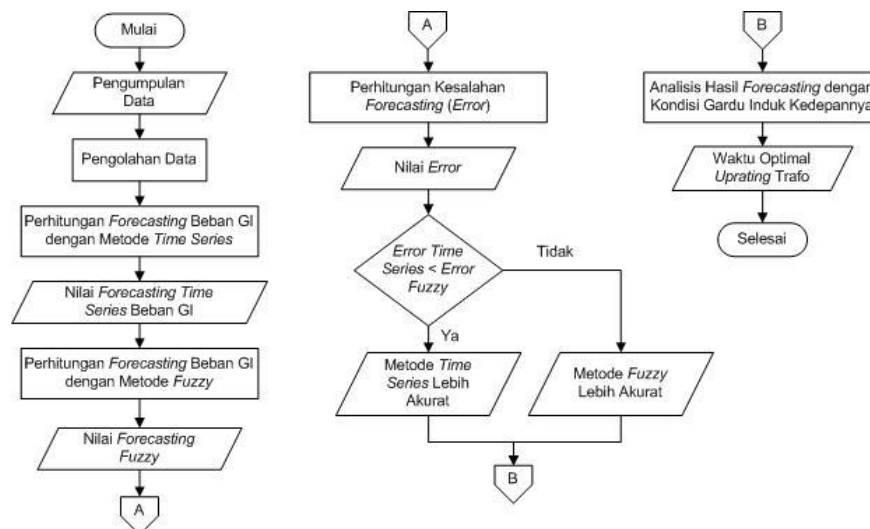 Mulai
Pengumpulan
Data
Pengolahan Data
Perhitungan Forecasting Beban GI
dengan Metode Time Series
Nilai Forecasting Time
Series Beban GI
Perhitungan Forecasting Beban GI
dengan Metode Fuzzy
Nilai Forecasting
Fuzzy
A
A
Perhitungan Kesalahan
Forecasting (Error)
Nilai Error
Error Time
Series < Error
Fuzzy
Tidak
Ya
Metode Time
Series Lebih
Akurat
Metode Fuzzy
Lebih Akurat
B
B
Analisis Hasil Forecasting dengan
Kondisi Gardu Induk Kedepannya
Waktu Optimal
Uprating Trafo
Selesai